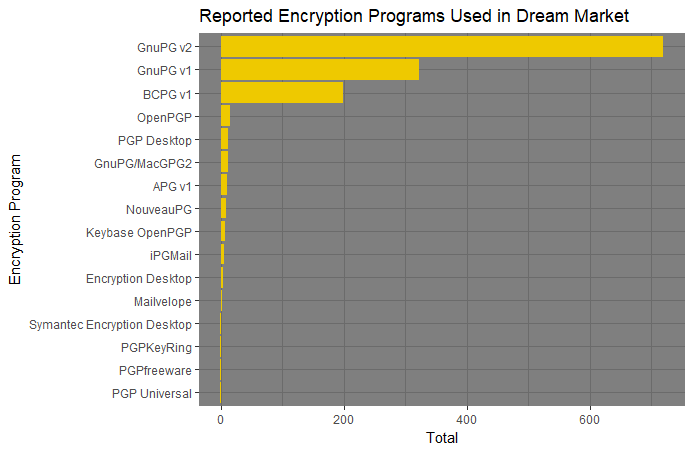 Reported Encryption Programs Used in Dream Market
Encryption Program
GnuPG v2
GnuPG v1
BCPG v1
OpenPGP
PGP Desktop
GnuPG/MacGPG2
APG v1
NouveauPG
Keybase OpenPGP
iPGMail
Encryption Desktop
Mailvelope
Symantec Encryption Desktop
PGPKeyRing
PGPfreeware
PGP Universal
0 200 400 600
Total